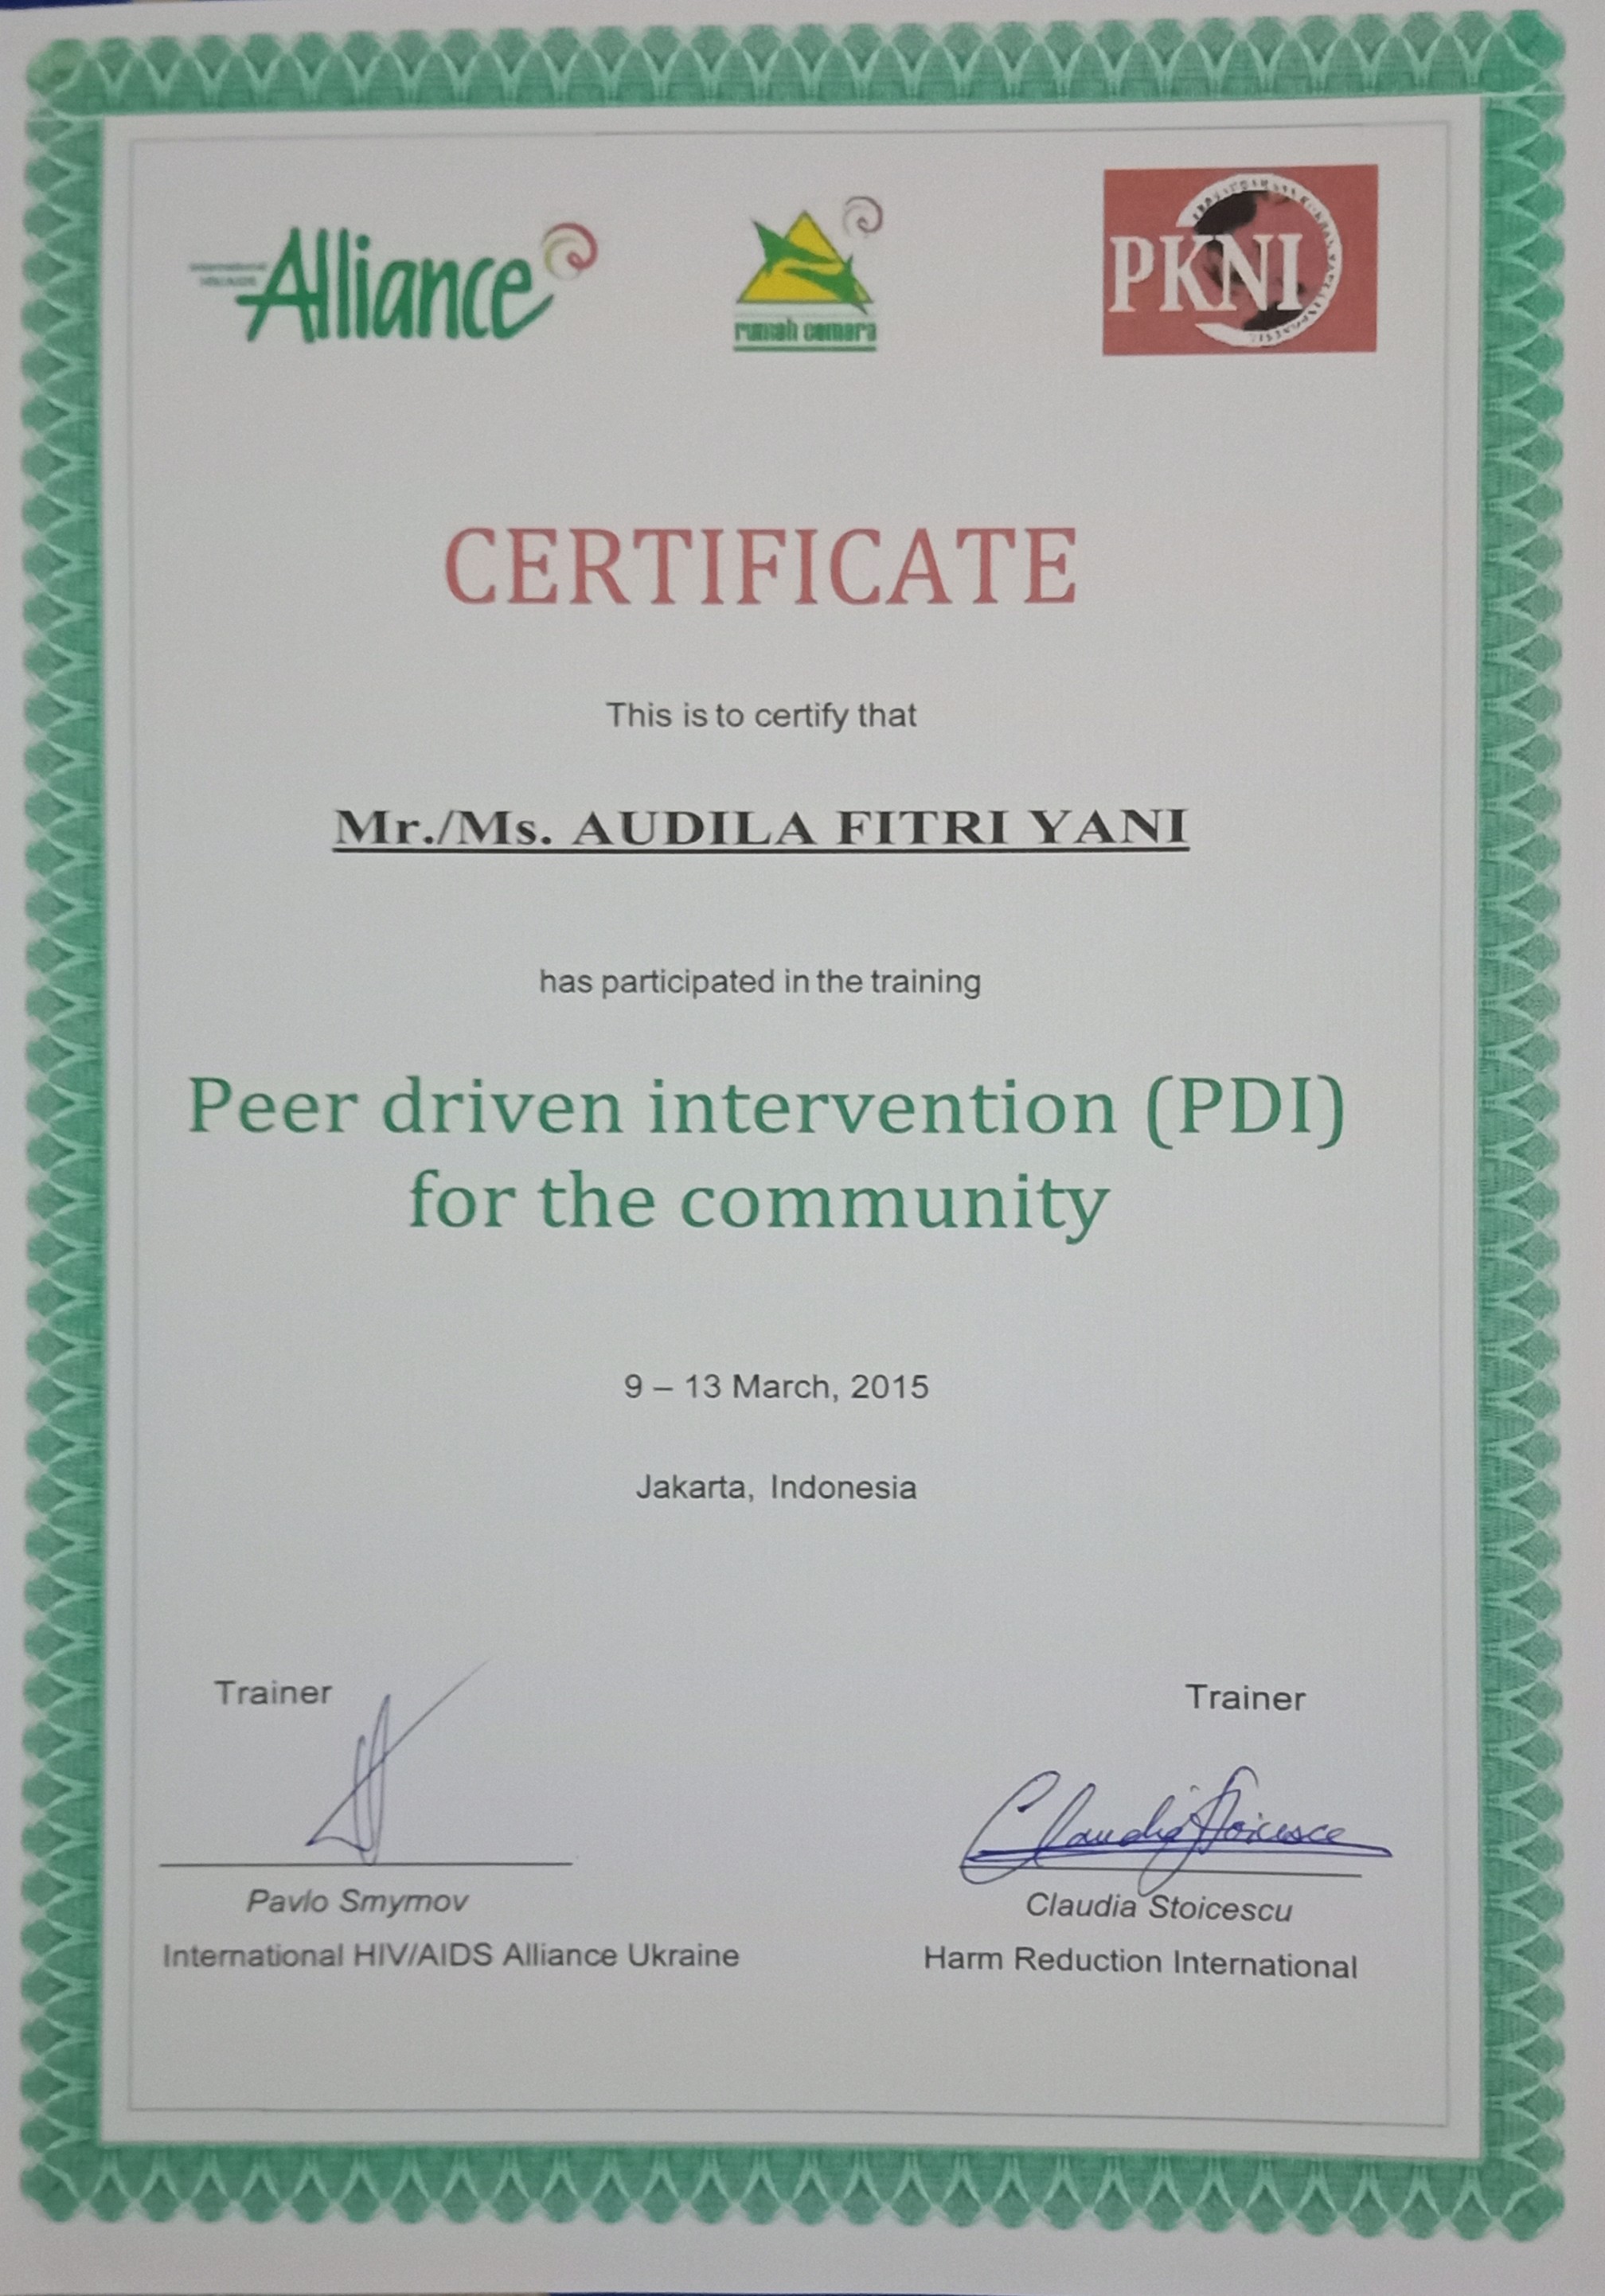 International
HIV/AIDS
Alliance
rumah cemara
PKNI
CERTIFICATE
This is to certify that
Mr./Ms. AUDILA FITRI YANI
has participated in the training
Peer driven intervention (PDI)
for the community
9 – 13 March, 2015
Jakarta, Indonesia
Trainer
Trainer
Claudia Stoicescu
Pavlo Smyrnov
Claudia Stoicescu
International HIV/AIDS Alliance Ukraine
Harm Reduction International